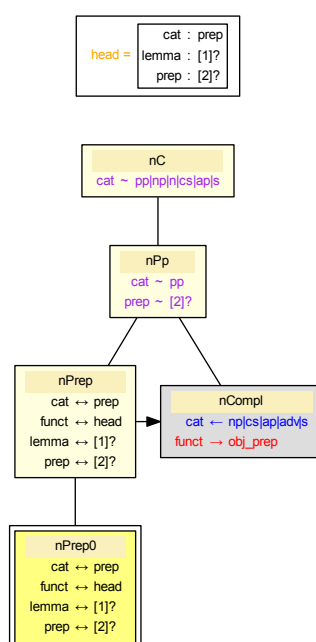 cat : prep
head = lemma : [1]?
prep : [2]?
nC
cat ~ pp|np|n|cs|ap|s
nPp
cat ~ pp
prep ~ [2]?
nPrep
cat ↔ prep
funct ↔ head
lemma ↔ [1]?
prep ↔ [2]?
nCompl
cat ← np|cs|ap|adv|s
funct → obj_prep
nPrep0
cat ↔ prep
funct ↔ head
lemma ↔ [1]?
prep ↔ [2]?